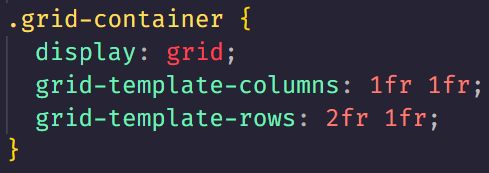 .grid-container {
  display: grid;
  grid-template-columns: 1fr 1fr;
  grid-template-rows: 2fr 1fr;
}